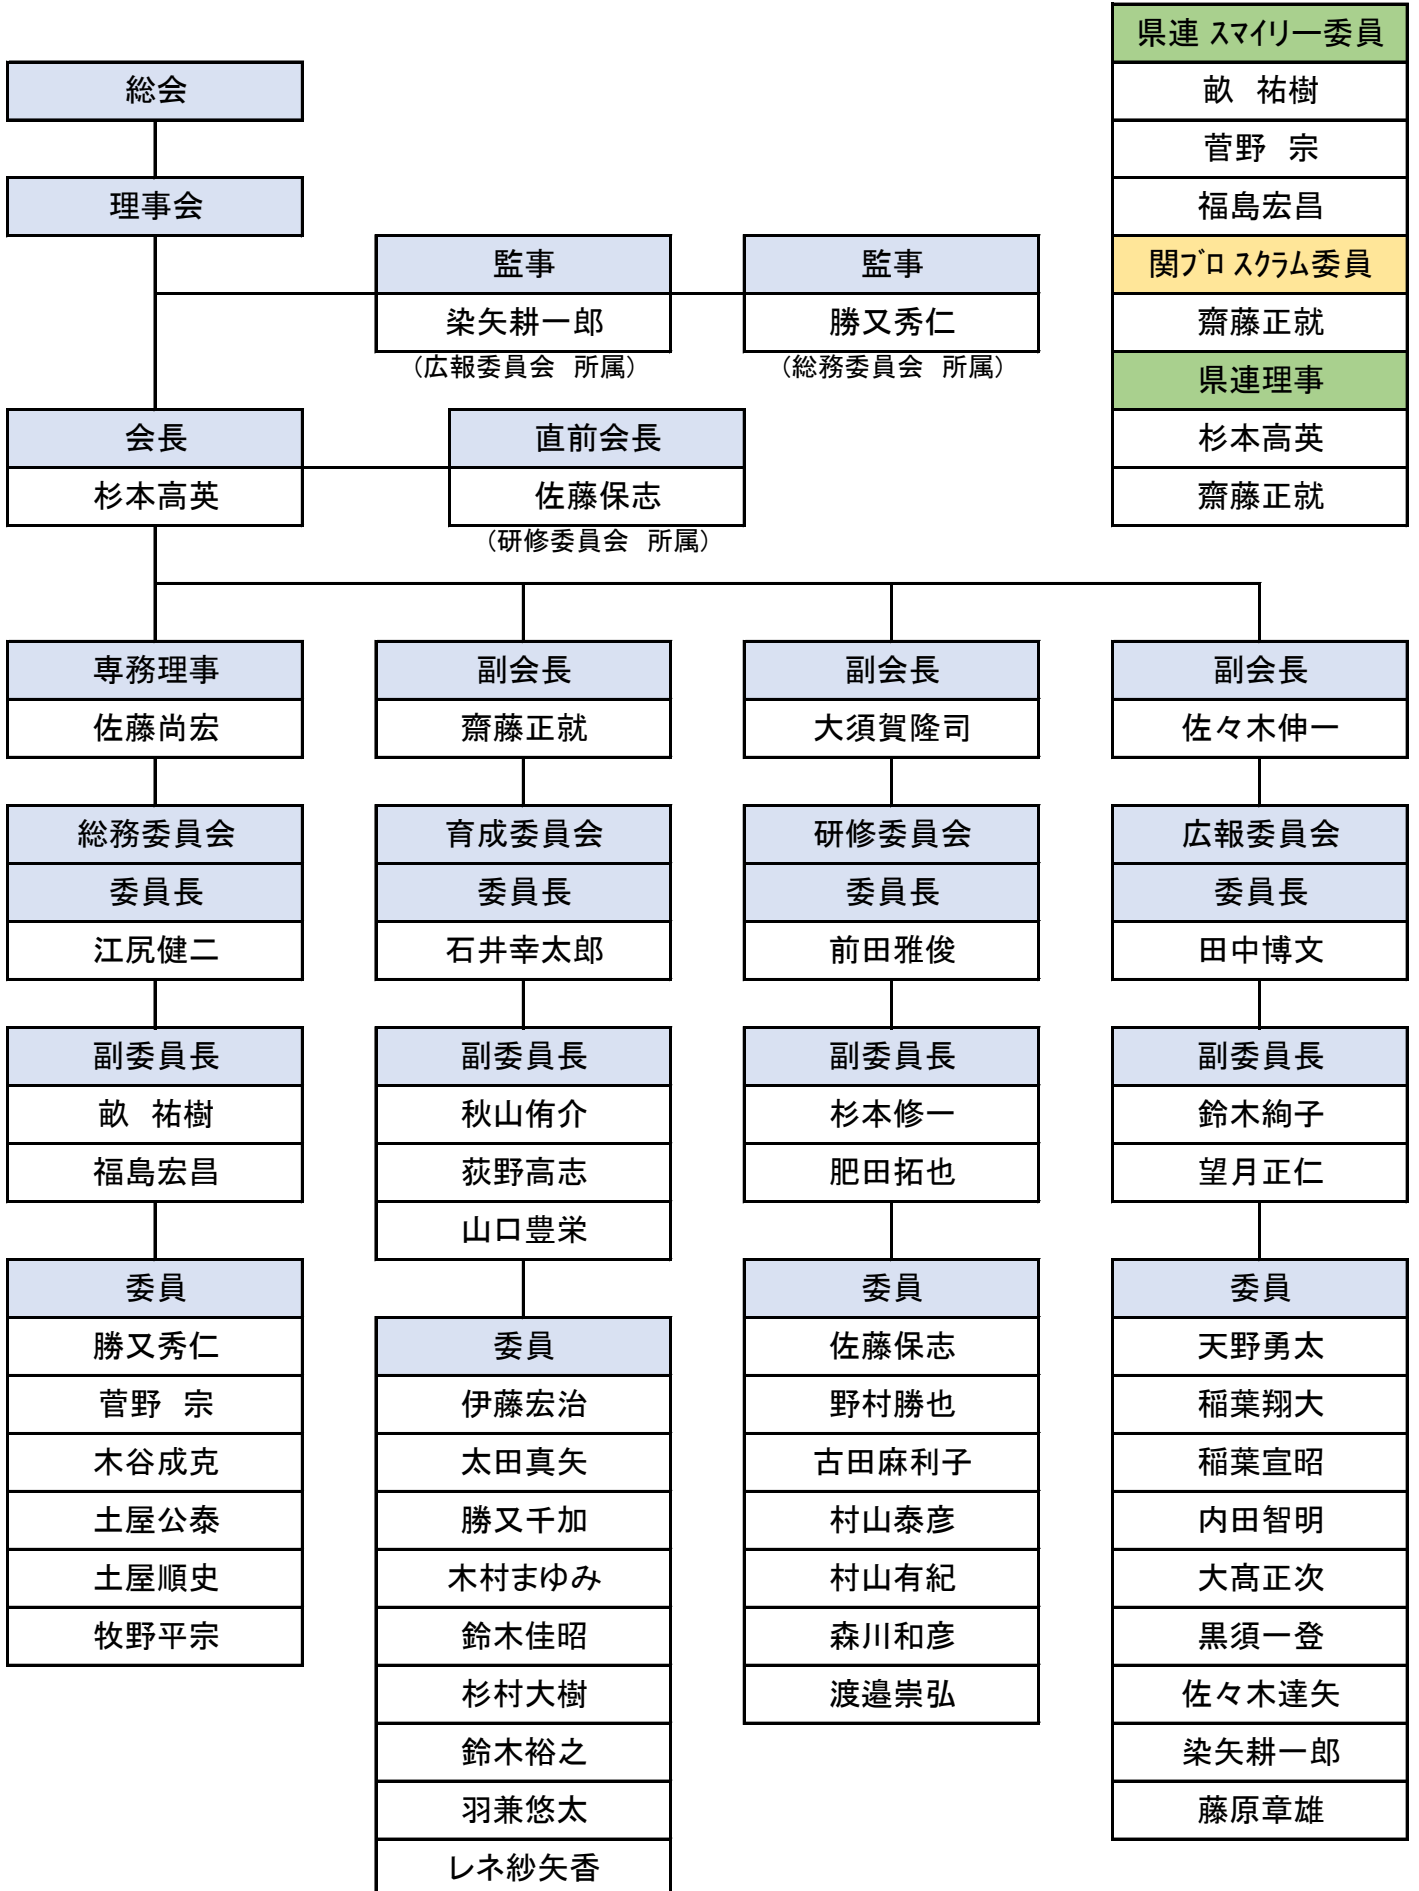 総会
理事会
監事
染矢耕一郎
（広報委員会　所属）
監事
勝又秀仁
（総務委員会　所属）
県連 スマイリー委員
畝　祐樹
菅野　宗
福島宏昌
関ブロ スクラム委員
齋藤正就
県連理事
杉本高英
齋藤正就
会長
杉本高英
直前会長
佐藤保志
（研修委員会　所属）
専務理事
佐藤尚宏
総務委員会
委員長
江尻健二
副委員長
畝　祐樹
福島宏昌
委員
勝又秀仁
菅野　宗
木谷成克
土屋公泰
土屋順史
牧野平宗
副会長
齋藤正就
育成委員会
委員長
石井幸太郎
副委員長
秋山侑介
荻野高志
山口豊栄
委員
伊藤宏治
太田真矢
勝又千加
木村まゆみ
鈴木佳昭
杉村大樹
鈴木裕之
羽兼悠太
レネ紗矢香
副会長
大須賀隆司
研修委員会
委員長
前田雅俊
副委員長
杉本修一
肥田拓也
委員
佐藤保志
野村勝也
古田麻利子
村山泰彦
村山有紀
森川和彦
渡邉崇弘
副会長
佐々木伸一
広報委員会
委員長
田中博文
副委員長
鈴木絢子
望月正仁
委員
天野勇太
稲葉翔大
稲葉宣昭
内田智明
大髙正次
黒須一登
佐々木達矢
染矢耕一郎
藤原章雄